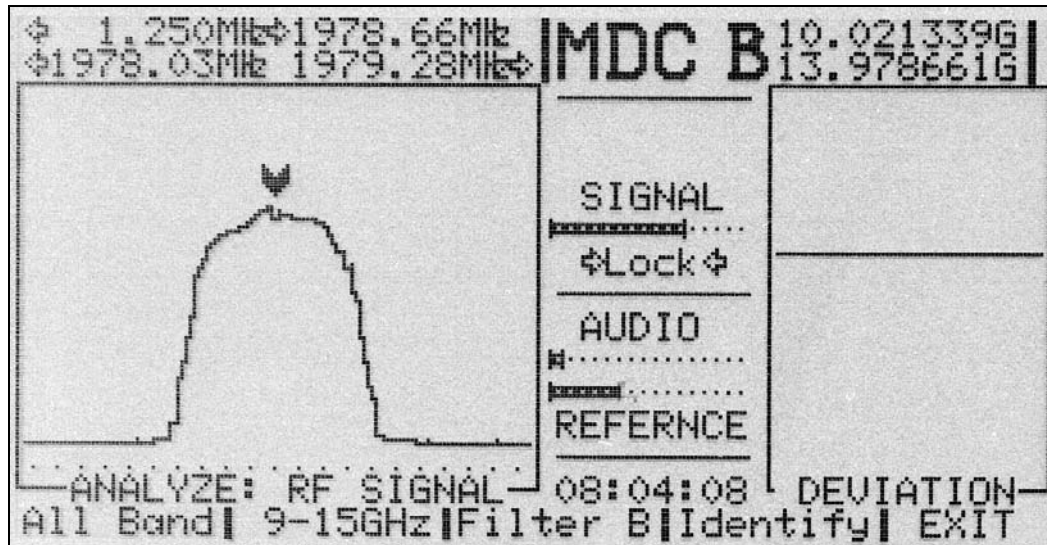 ⇦ 1.250MHz⇨1978.66MHz
⇦1978.03MHz 1979.28MHz⇨
MDC B
10.021339G
13.978661G
SIGNAL
⇨Lock⇦
AUDIO
REFERNCE
08:04:08
ANALYZE: RF SIGNAL
DEVIATION
All Band| 9-15GHz|Filter B|Identify| EXIT